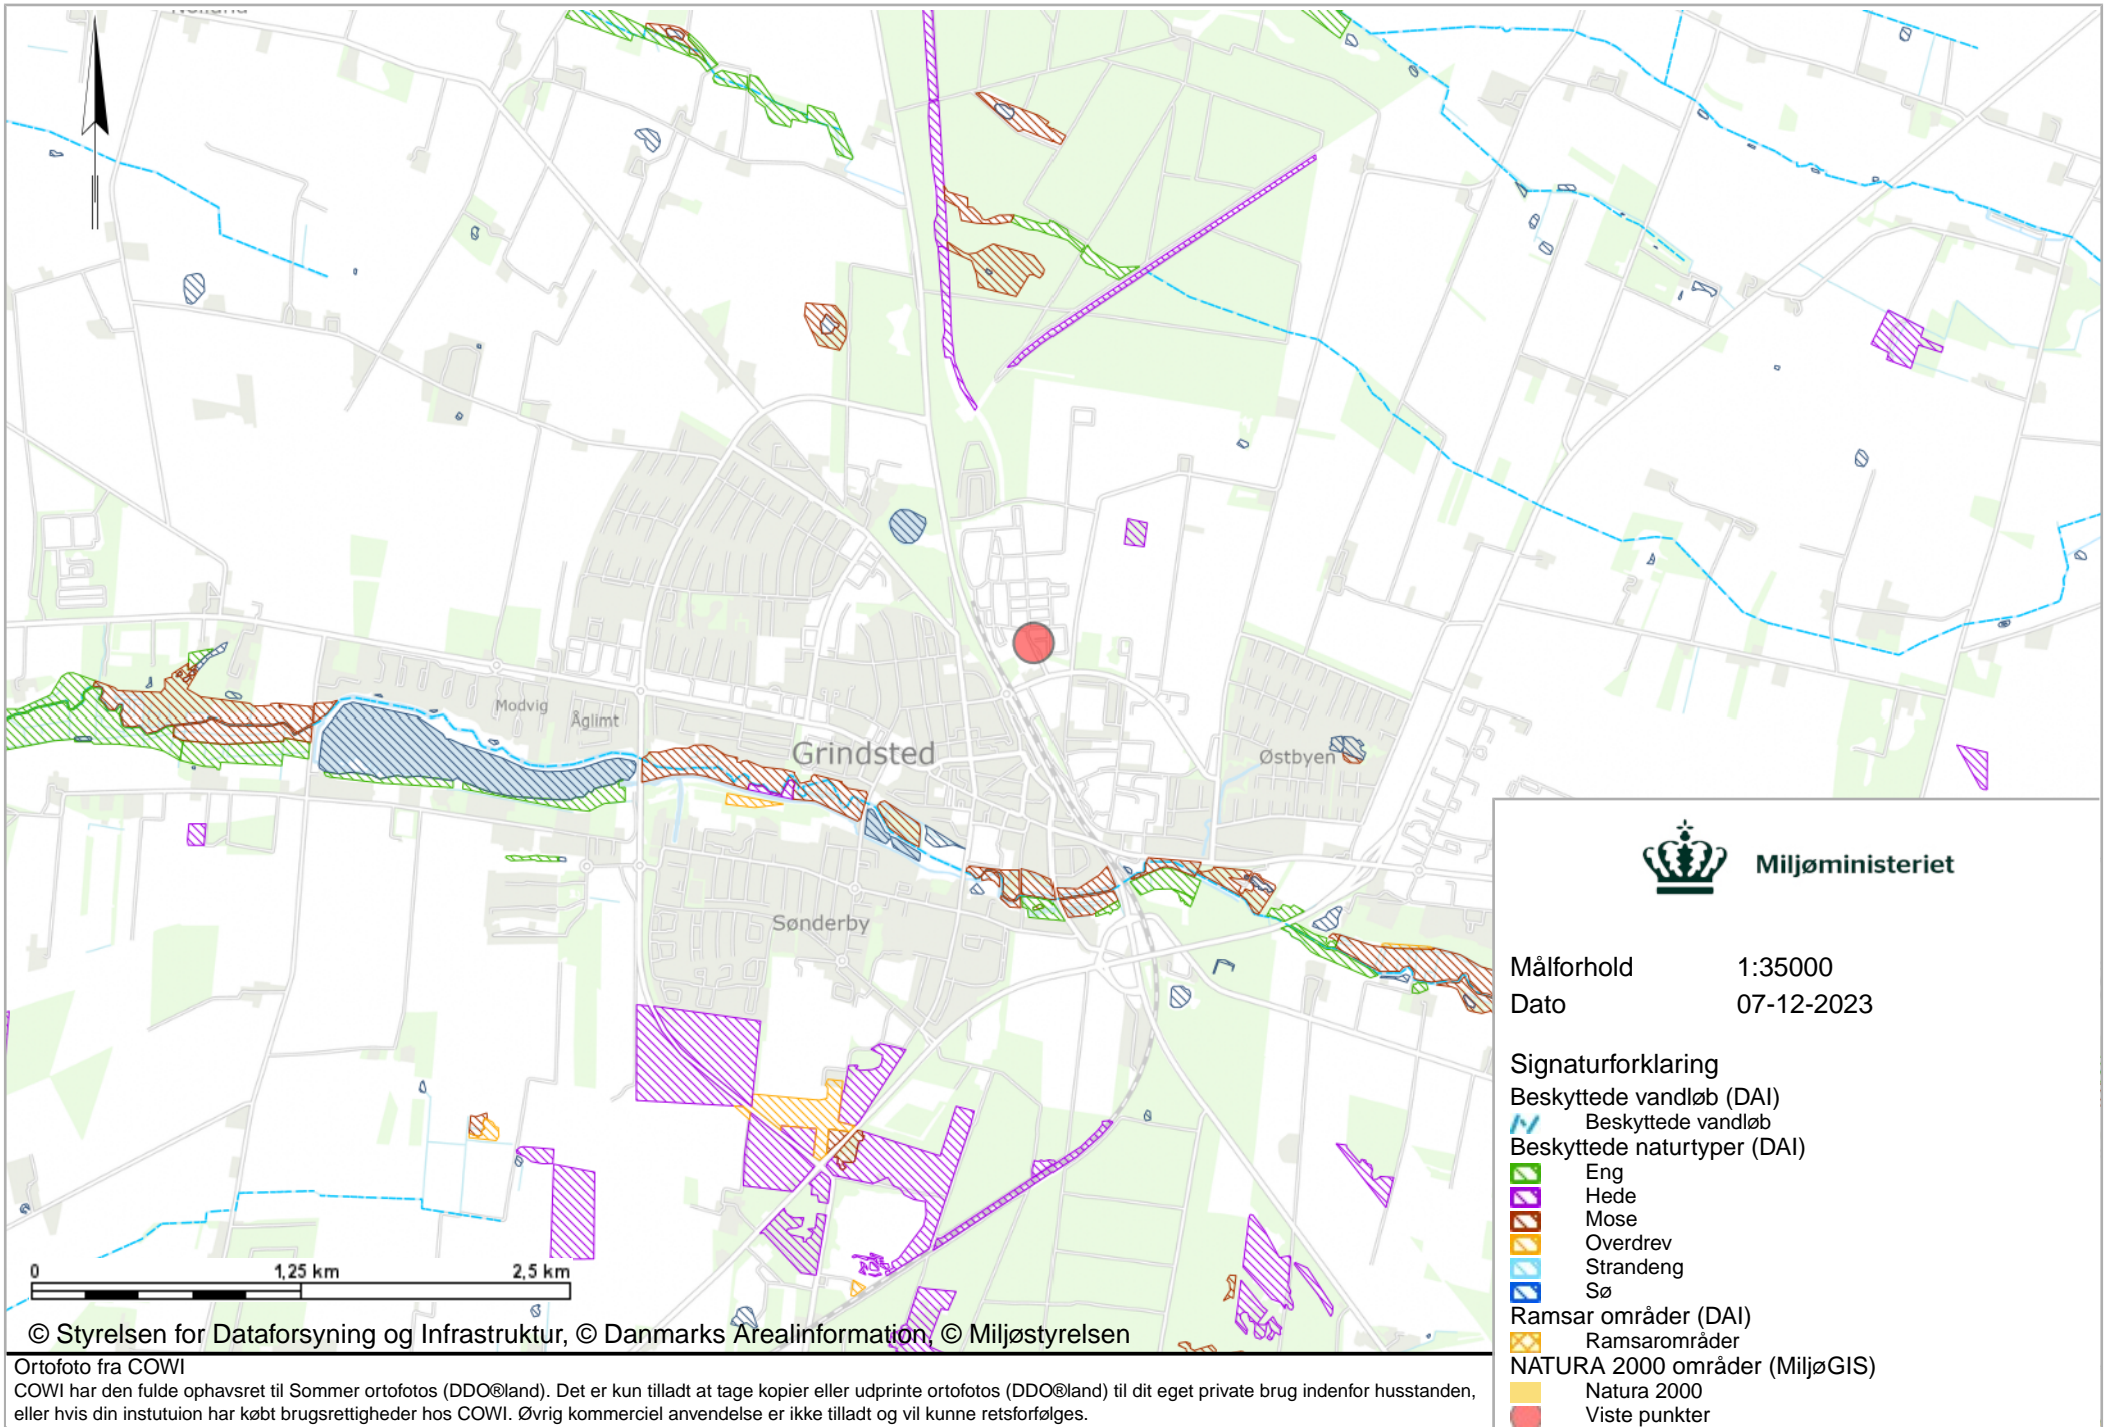 Modvig
Åglimt
Grindsted
Østbyen
Sønderby
Miljøministeriet
Målforhold 1:35000
Dato 07-12-2023
Signaturforklaring
Beskyttede vandløb (DAI)
Beskyttede vandløb
Beskyttede naturtyper (DAI)
Eng
Hede
Mose
Overdrev
Strandeng
Sø
Ramsar områder (DAI)
Ramsarområder
NATURA 2000 områder (MiljøGIS)
Natura 2000
Viste punkter
0 1,25 km 2,5 km
© Styrelsen for Dataforsyning og Infrastruktur, © Danmarks Arealinformation, © Miljøstyrelsen
Ortofoto fra COWI
COWI har den fulde ophavsret til Sommer ortofotos (DDO®land). Det er kun tilladt at tage kopier eller udprinte ortofotos (DDO®land) til dit eget private brug indenfor husstanden,
eller hvis din instutuion har købt brugsrettigheder hos COWI. Øvrig kommerciel anvendelse er ikke tilladt og vil kunne retsforfølges.